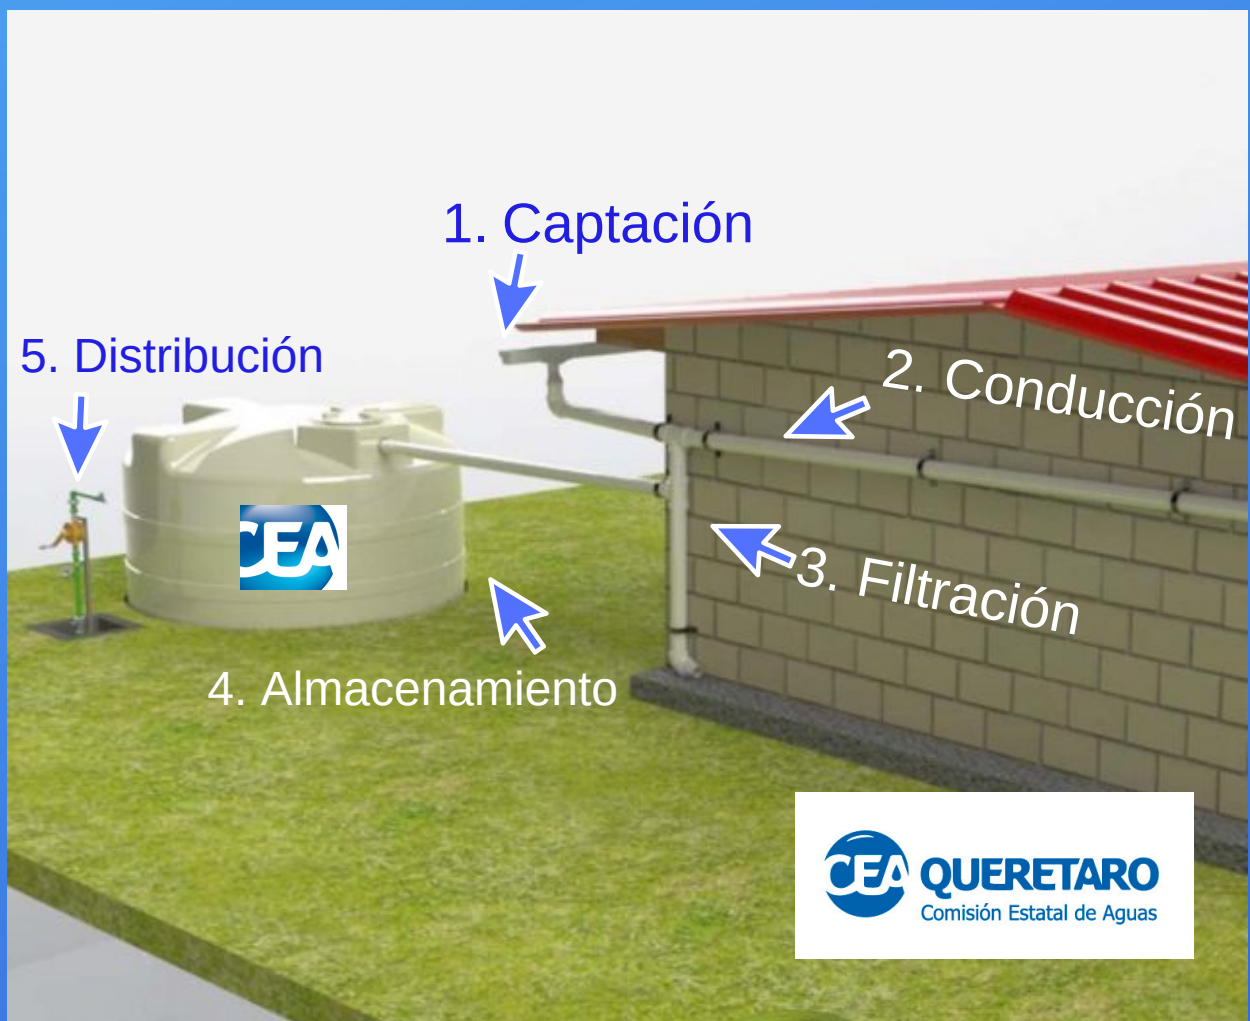 1. Captación
5. Distribución
2. Conducción
CEA
3. Filtración
4. Almacenamiento
CEA QUERETARO
Comisión Estatal de Aguas